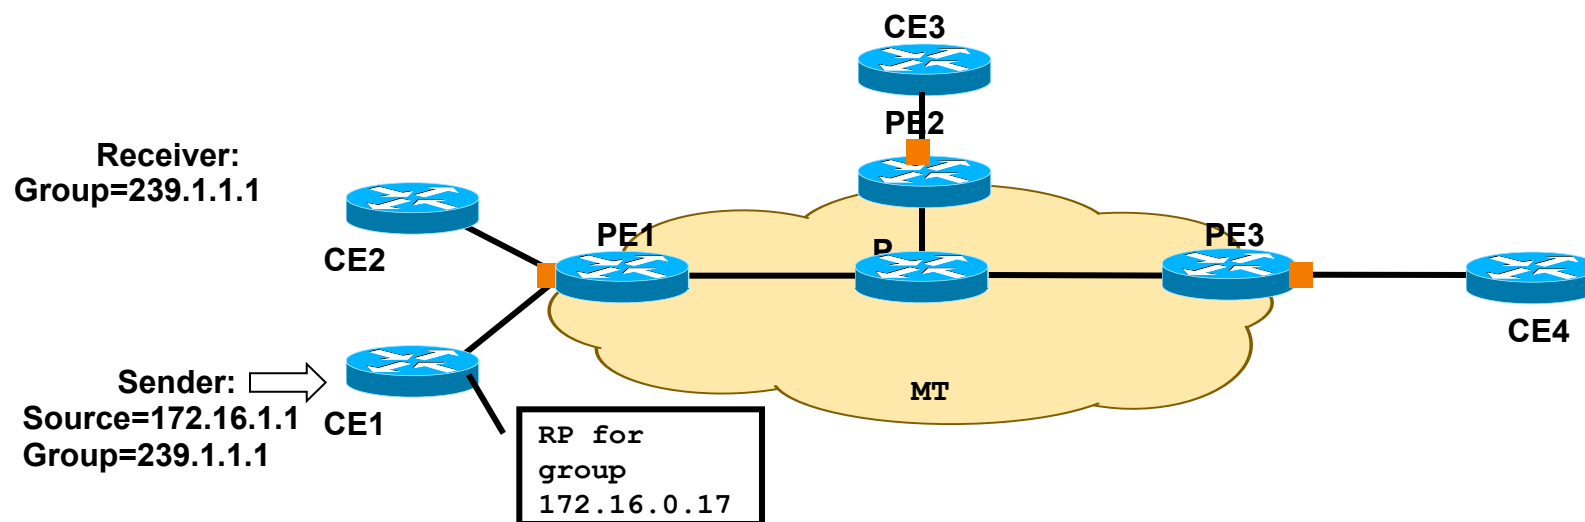 CE3
PE2
Receiver:
Group=239.1.1.1
CE2
PE1
P
PE3
CE4
Sender:
Source=172.16.1.1
Group=239.1.1.1
CE1
MT
RP for
group
172.16.0.17